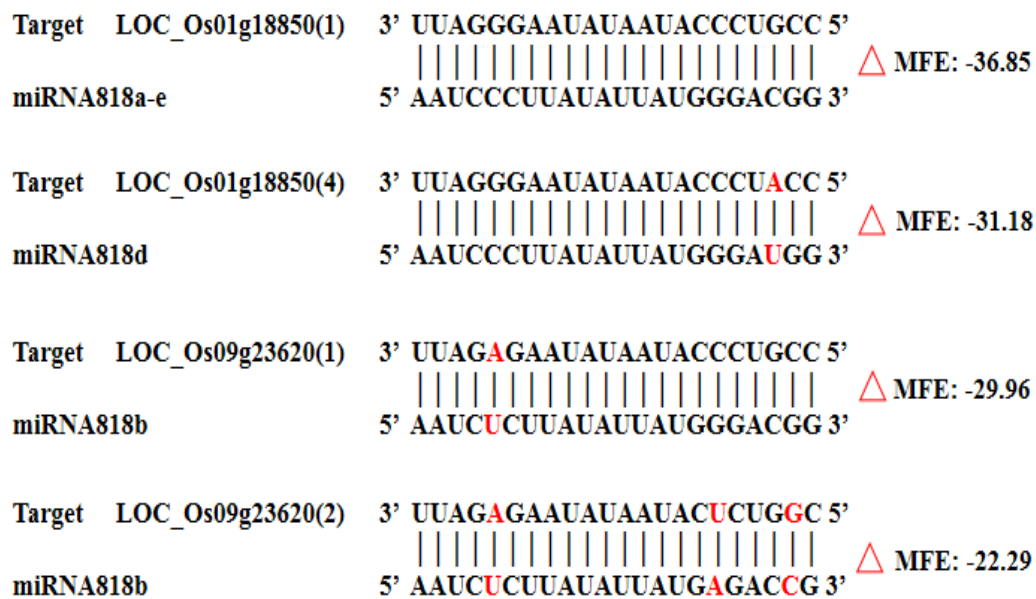 Target LOC_Os01g18850(1) 3’ UUAGGGAAUAUAAUACCCUGCC 5’
△ MFE: -36.85
miRNA818a-e 5’ AAUCCCUUAUAUUAUGGGACGG 3’
Target LOC_Os01g18850(4) 3’ UUAGGGAAUAUAAUACCCUACC 5’
△ MFE: -31.18
miRNA818d 5’ AAUCCCUUAUAUUAUGGGAUGG 3’
Target LOC_Os09g23620(1) 3’ UUAGAGAAUAUAAUACCCUGCC 5’
△ MFE: -29.96
miRNA818b 5’ AAUCUCUUAUAUUAUGGGACGG 3’
Target LOC_Os09g23620(2) 3’ UUAGAGAAUAUAAUACUCUGGC 5’
△ MFE: -22.29
miRNA818b 5’ AAUCUCUUAUAUUAUGAGACCG 3’